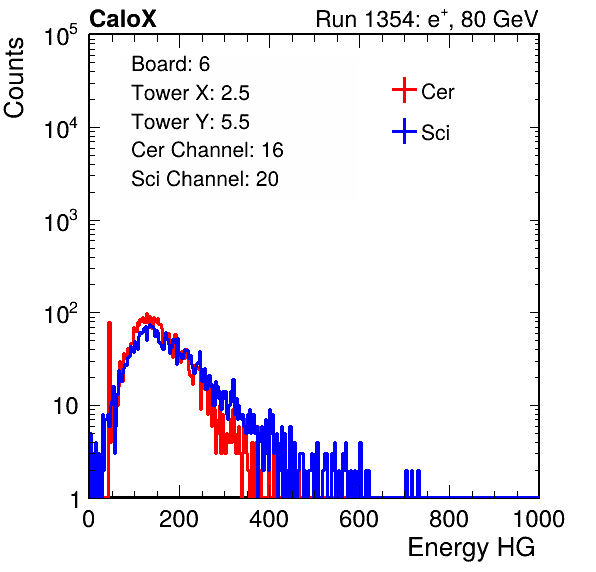 CaloX Run 1354: e⁺, 80 GeV
Counts
10⁵
10⁴
10³
10²
10
1
Board: 6
Tower X: 2.5
Tower Y: 5.5
Cer Channel: 16
Sci Channel: 20
Cer
Sci
0 200 400 600 800 1000
Energy HG